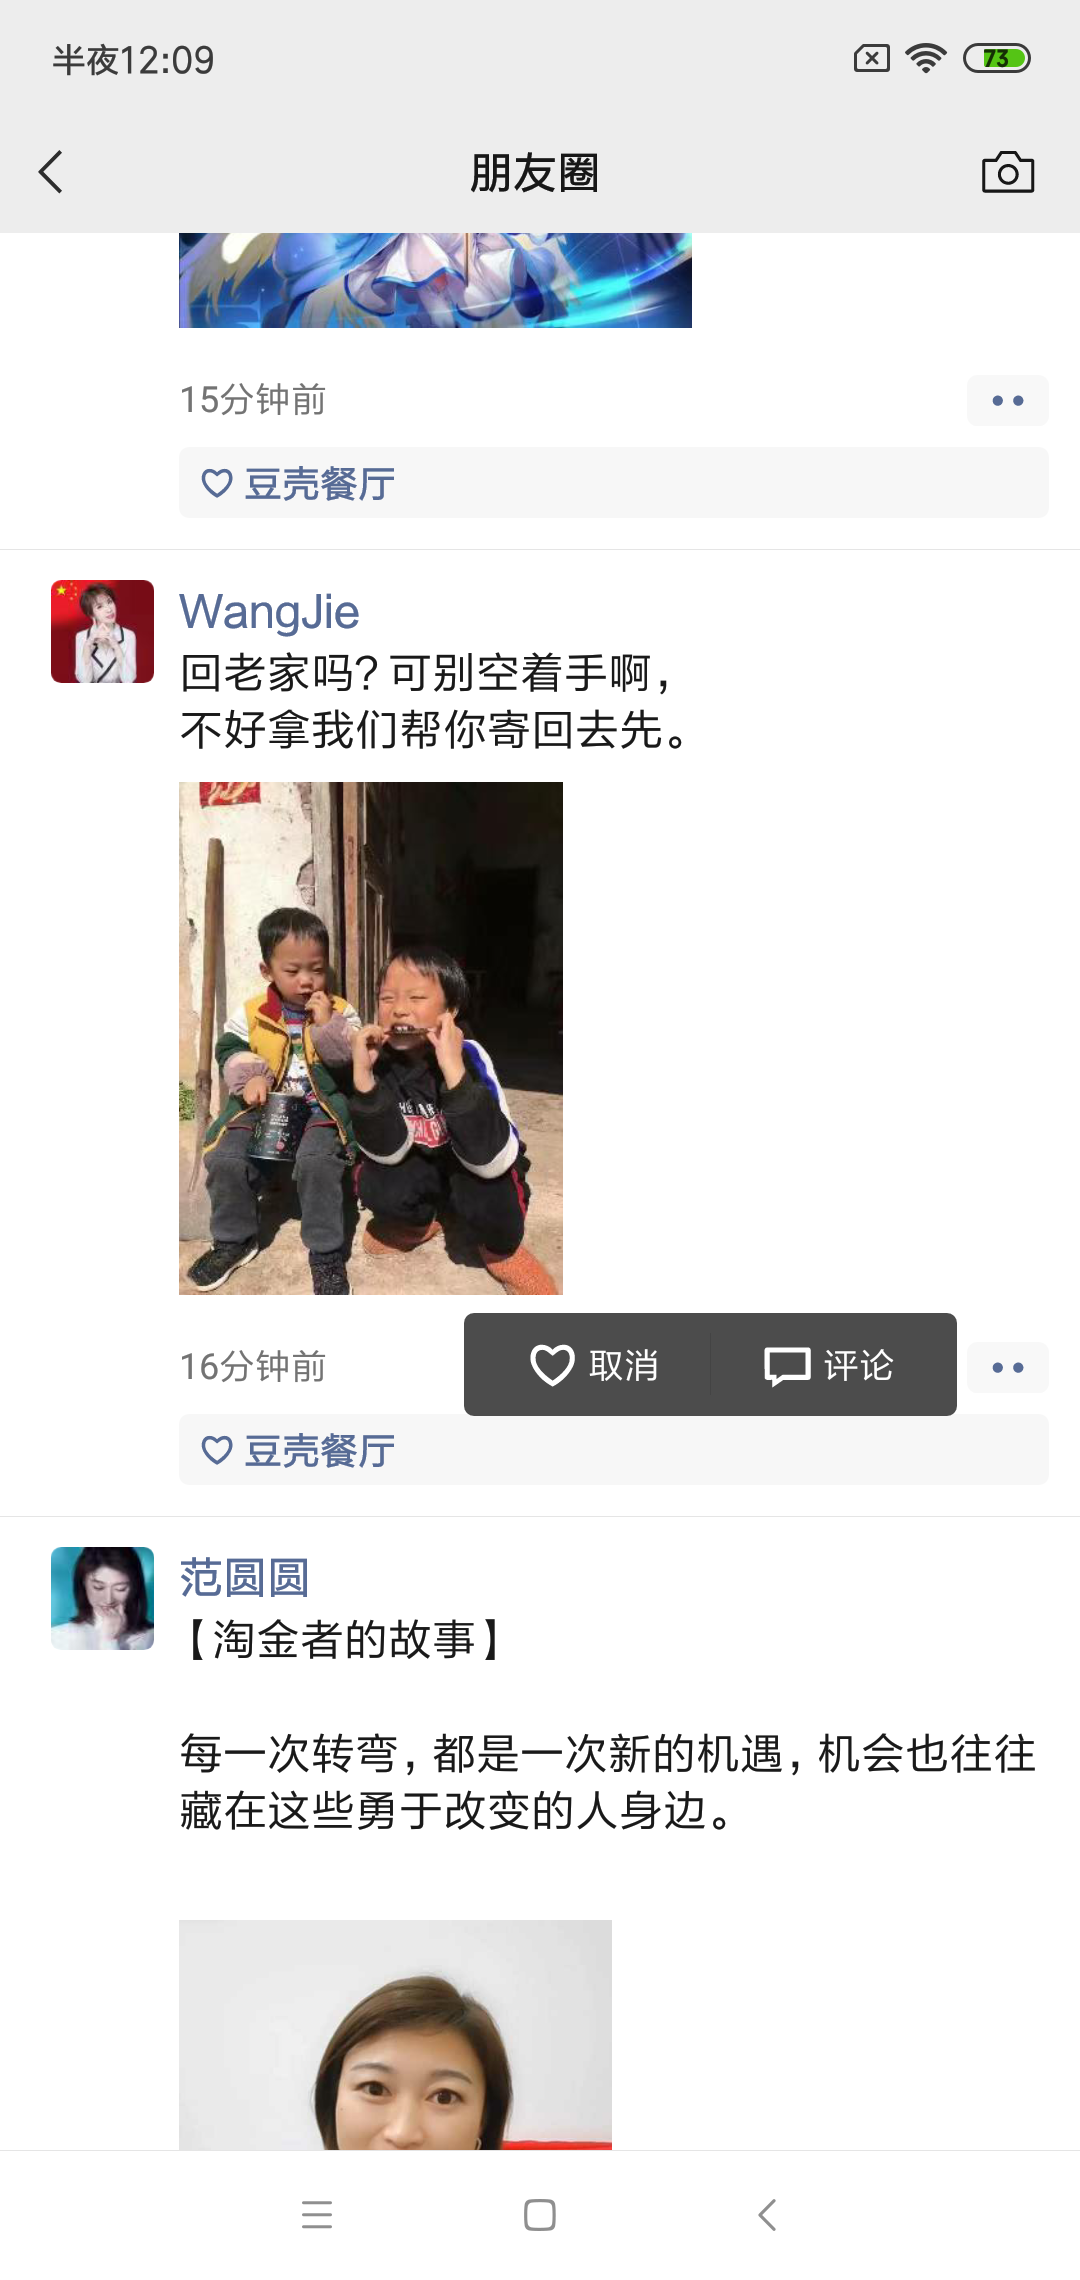 半夜12:09
73
朋友圈
15分钟前
豆壳餐厅
WangJie
回老家吗?可别空着手啊,
不好拿我们帮你寄回去先。
16分钟前
取消
评论
豆壳餐厅
范圆圆
【淘金者的故事】
每一次转弯,都是一次新的机遇,机会也往往
藏在这些勇于改变的人身边。